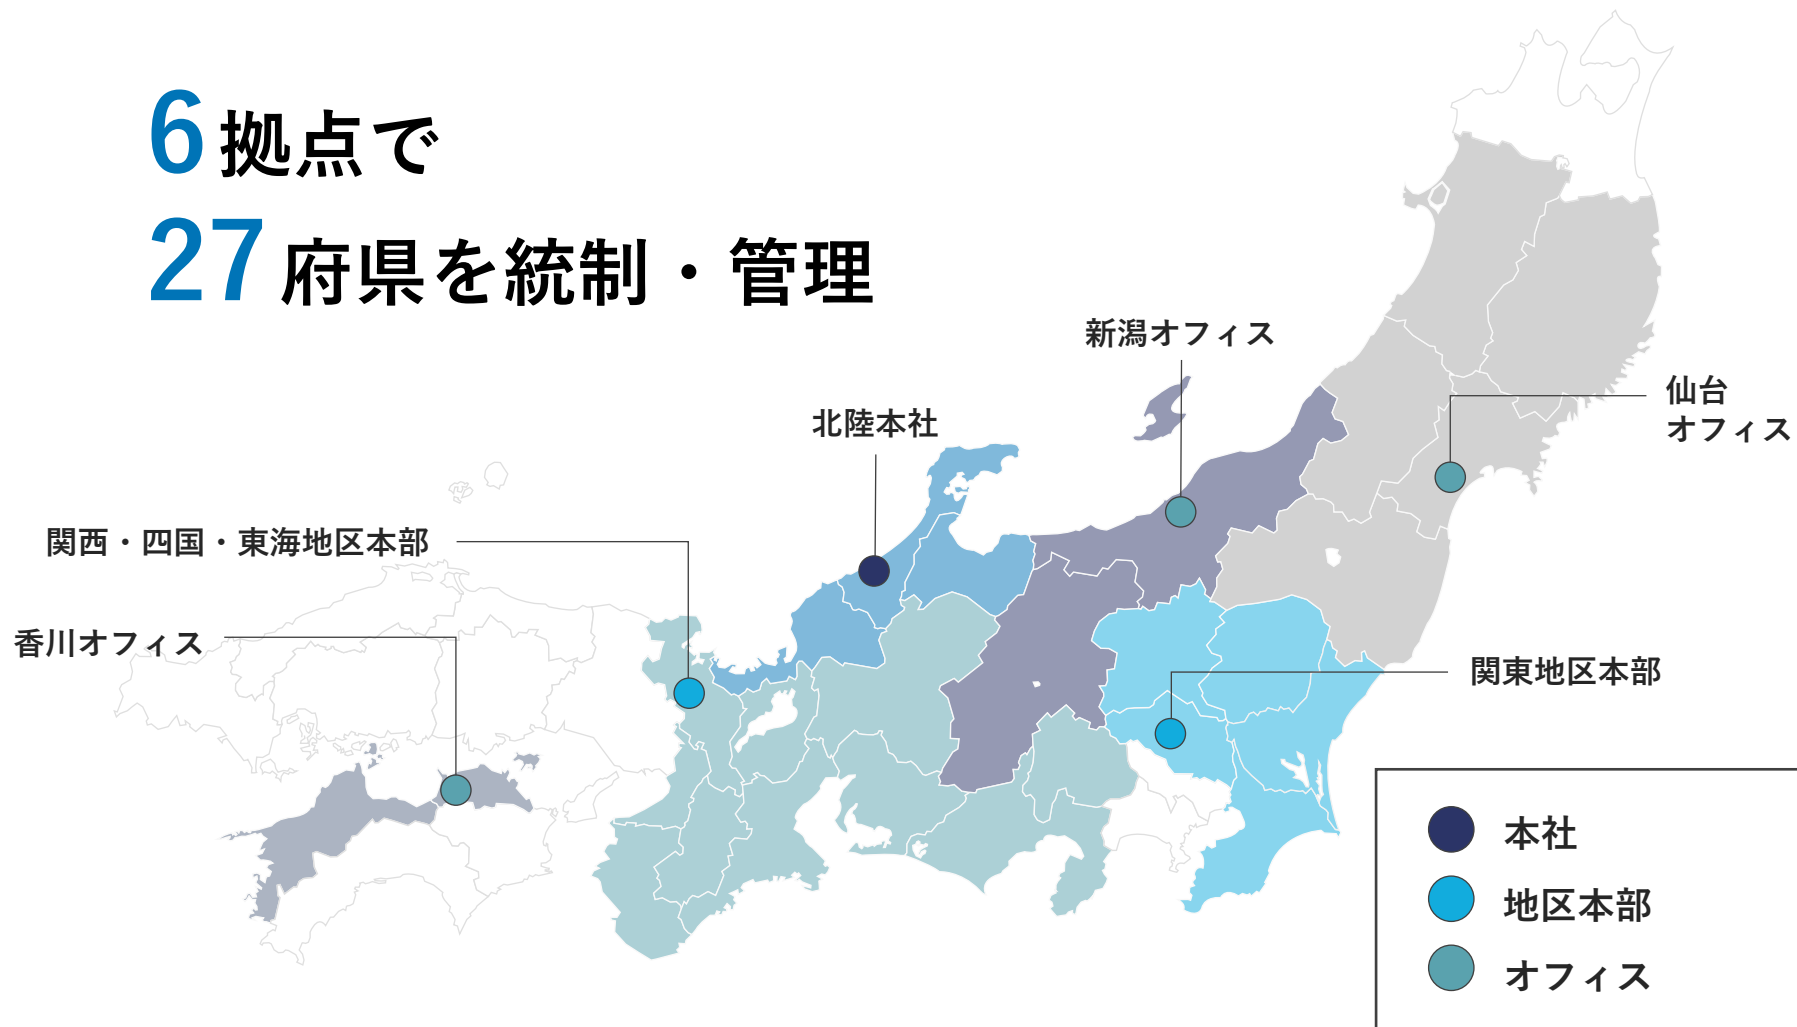 6拠点で
27府県を統制・管理
新潟オフィス
仙台
オフィス
北陸本社
関西・四国・東海地区本部
香川オフィス
関東地区本部
本社
地区本部
オフィス